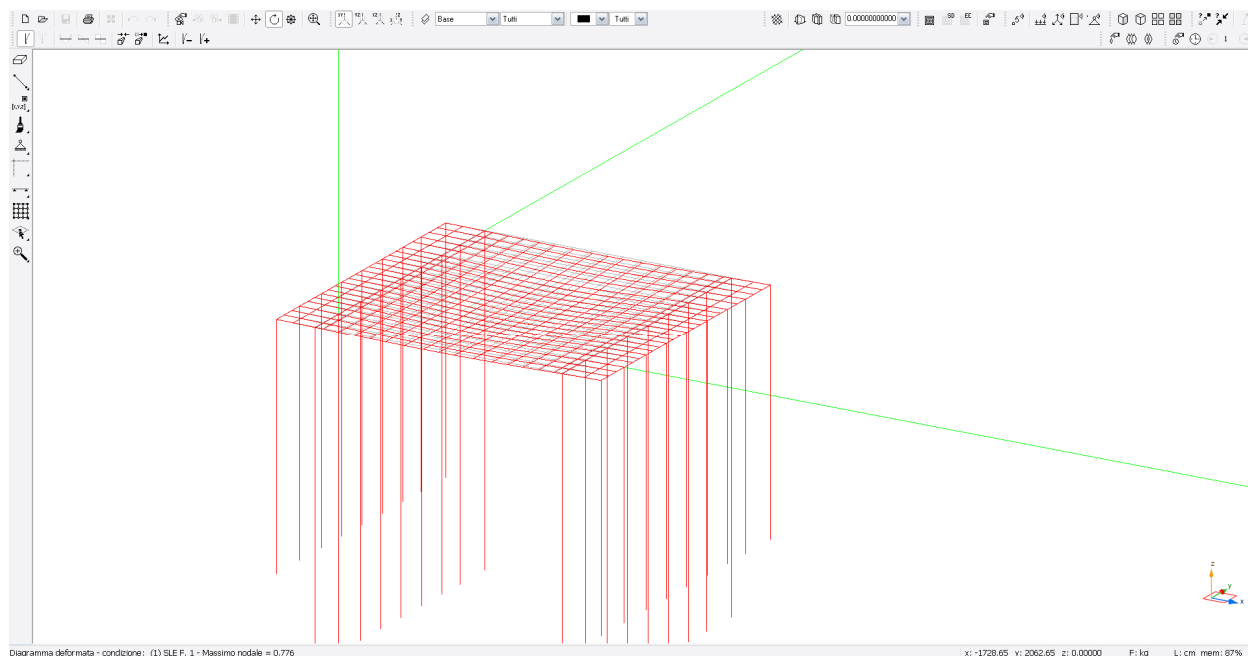 Base Tutti Tutti 0.00000000000
1
[X,Y,Z]
z
y
x
Diagramma deformata - condizione: (1) SLE F. 1 - Massimo nodale = 0.776 x: -1728.65 y: 2062.65 z: 0.00000 F: kg L: cm mem: 87%